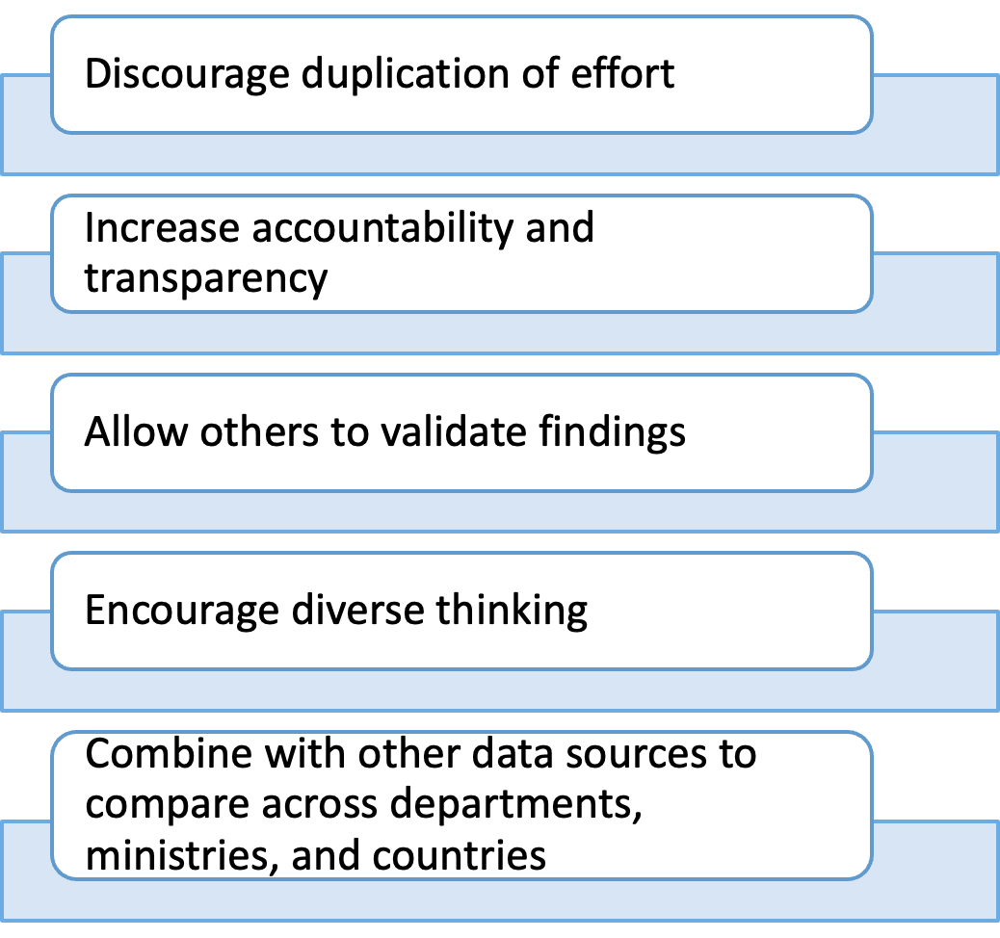 Discourage duplication of effort
Increase accountability and
transparency
Allow others to validate findings
Encourage diverse thinking
Combine with other data sources to
compare across departments,
ministries, and countries